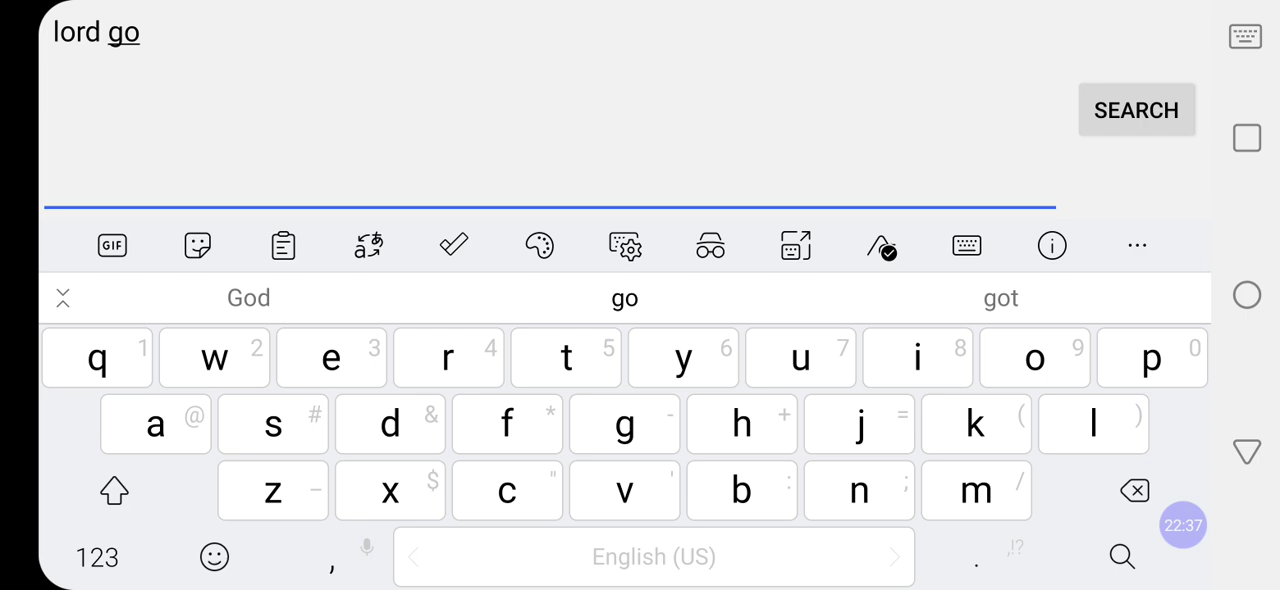 lord go
SEARCH
GIF
God go got
q 1 w 2 e 3 r 4 t 5 y 6 u 7 i 8 o 9 p 0
a @ s # d & f * g - h + j = k ( l )
z _ x $ c " v ' b : n ; m /
22:37
123 , English (US) . ,!?